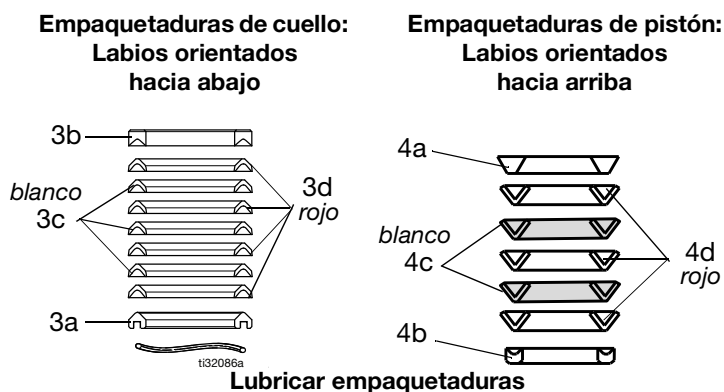 Empaquetaduras de cuello:
Labios orientados
hacia abajo
3b
blanco
3c
3d
rojo
3a
ti32086a
Empaquetaduras de pistón:
Labios orientados
hacia arriba
4a
blanco
4c
4d
rojo
4b
Lubricar empaquetaduras